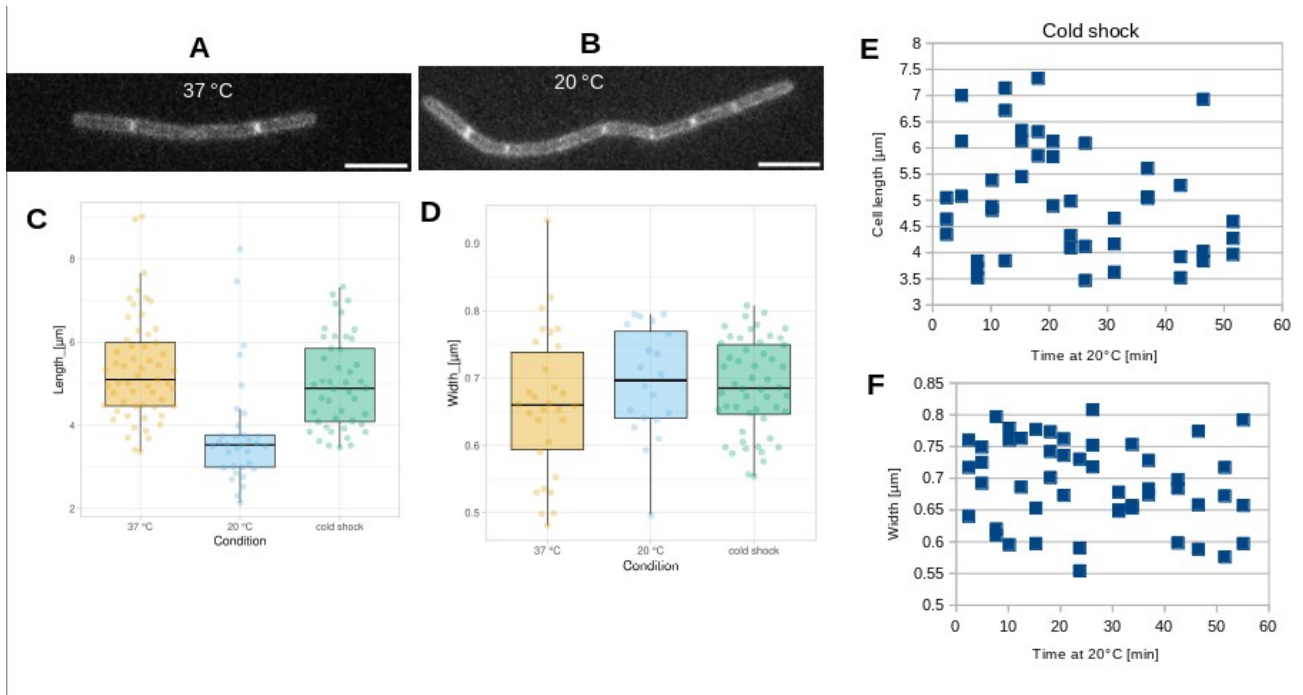 A
37 °C
B
20 °C
C
Length_[µm]
8
6
4
2
37 °C
20 °C
cold shock
Condition
D
Width_[µm]
0.9
0.8
0.7
0.6
0.5
37 °C
20 °C
cold shock
Condition
E
Cold shock
Cell length [µm]
8
7.5
7
6.5
6
5.5
5
4.5
4
3.5
3
0 10 20 30 40 50 60
Time at 20°C [min]
F
Width [µm]
0.85
0.8
0.75
0.7
0.65
0.6
0.55
0.5
0 10 20 30 40 50 60
Time at 20°C [min]